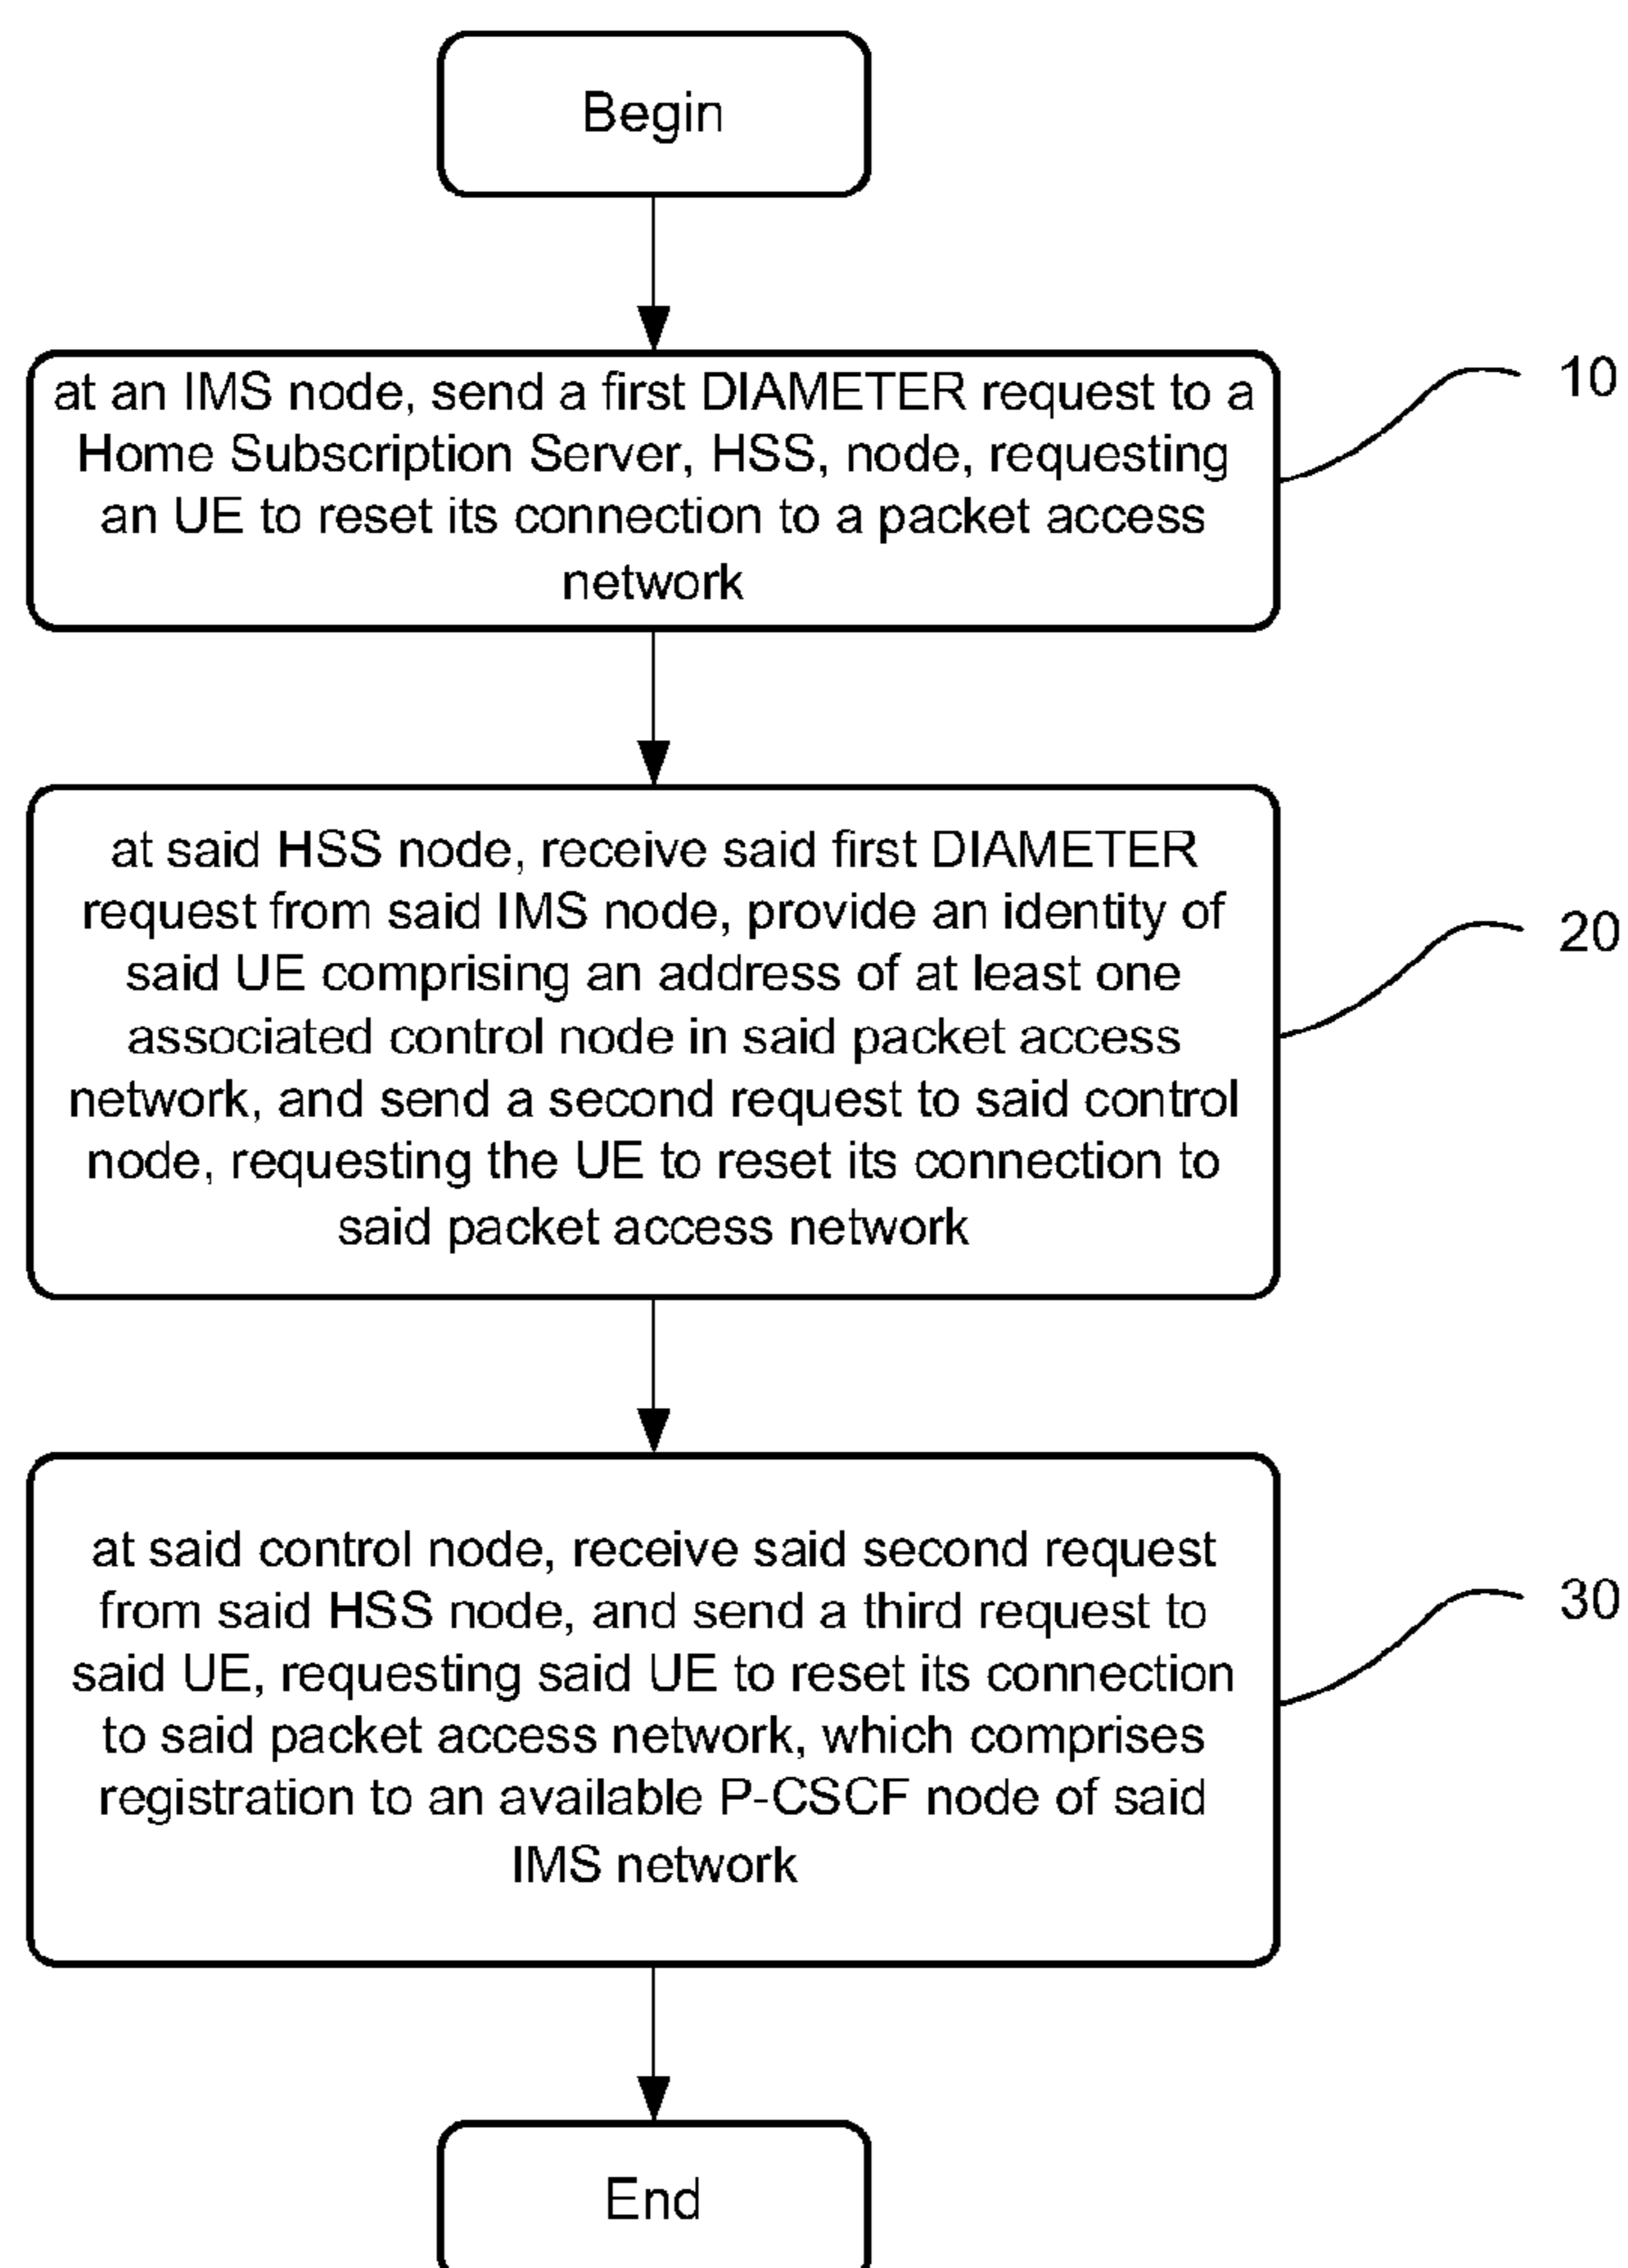 Begin
at an IMS node, send a first DIAMETER request to a
Home Subscription Server, HSS, node, requesting
an UE to reset its connection to a packet access
network
10
at said HSS node, receive said first DIAMETER
request from said IMS node, provide an identity of
said UE comprising an address of at least one
associated control node in said packet access
network, and send a second request to said control
node, requesting the UE to reset its connection to
said packet access network
20
at said control node, receive said second request
from said HSS node, and send a third request to
said UE, requesting said UE to reset its connection
to said packet access network, which comprises
registration to an available P-CSCF node of said
IMS network
30
End